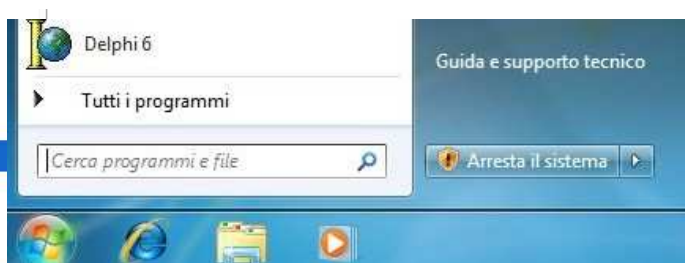 Delphi 6
Guida e supporto tecnico
Tutti i programmi
Cerca programmi e file
Arresta il sistema